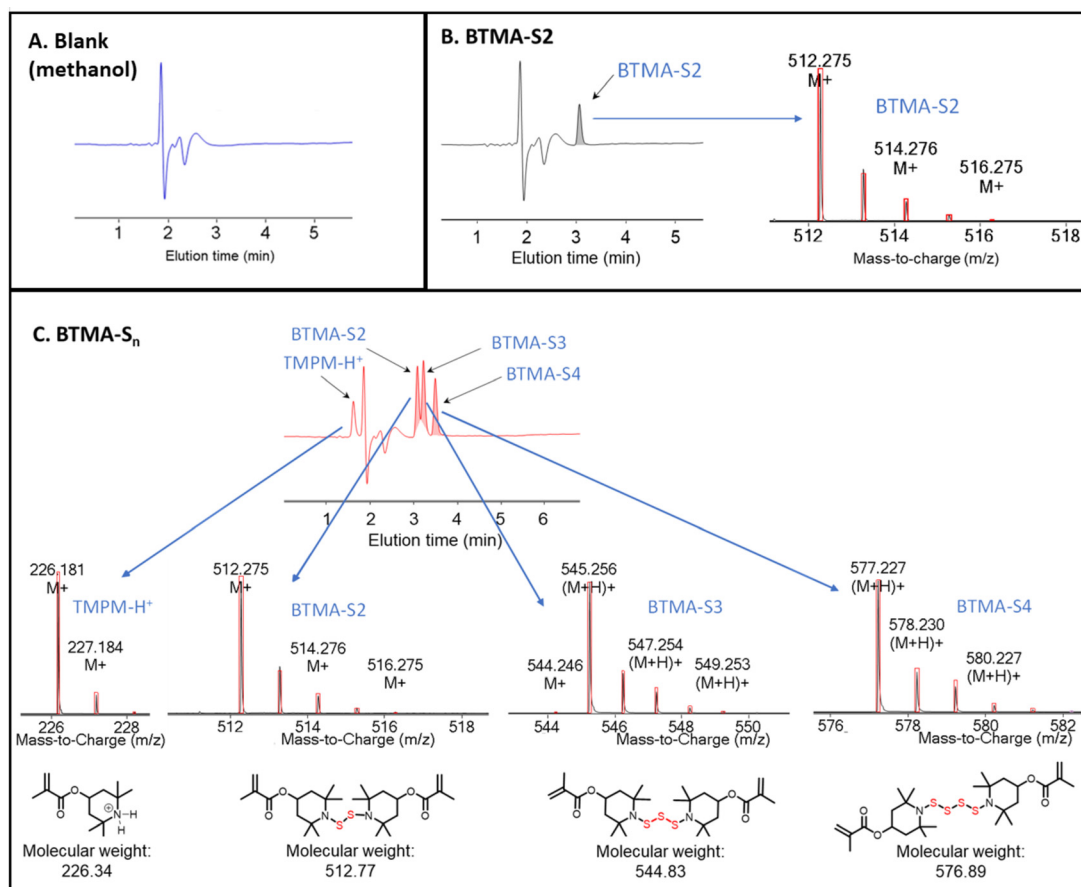 A. Blank
(methanol)
1 2 3 4 5
Elution time (min)
B. BTMA-S2
BTMA-S2
1 2 3 4 5
Elution time (min)
512.275
M+
BTMA-S2
514.276
M+
516.275
M+
512 514 516 518
Mass-to-charge (m/z)
C. BTMA-Sn
BTMA-S2
TMPM-H+
BTMA-S3
BTMA-S4
1 2 3 4 5 6
Elution time (min)
226.181
M+
TMPM-H+
227.184
M+
226 228
Mass-to-Charge (m/z)
512.275
M+
BTMA-S2
514.276
M+
516.275
M+
512 514 516 518
Mass-to-Charge (m/z)
545.256
(M+H)+
BTMA-S3
544.246
M+
547.254
(M+H)+
549.253
(M+H)+
544 546 548 550
Mass-to-Charge (m/z)
577.227
(M+H)+
BTMA-S4
578.230
(M+H)+
580.227
(M+H)+
576 578 580 582
Mass-to-Charge (m/z)
O O N H H +
Molecular weight:
226.34
O O N S S N O O
Molecular weight:
512.77
O O N S S S N O O
Molecular weight:
544.83
O O N S S S S N O O
Molecular weight:
576.89